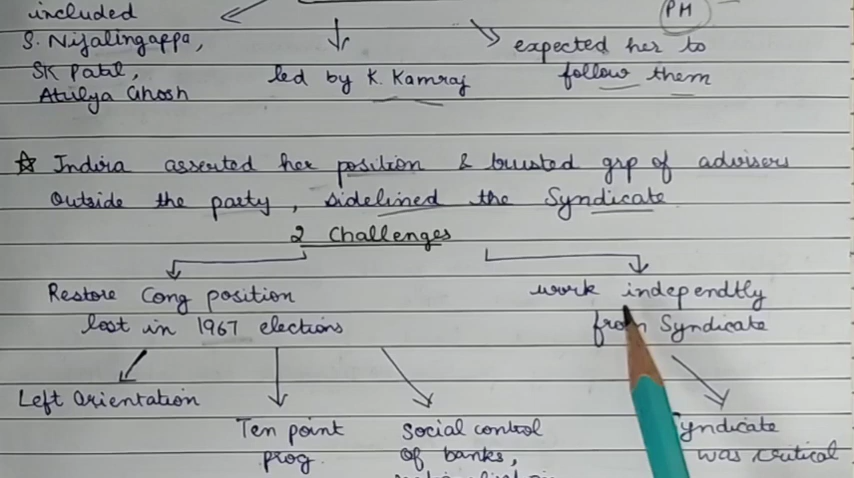 included
PM
S. Nijalingappa,
SK Patil,
Atulya Ghosh
led by K. Kamraj
expected her to
follow them
☆ Indira asserted her position & trusted grp of advisers
outside the party, sidelined the Syndicate
2 Challenges
Restore Cong position
lost in 1967 elections
work independtly
from Syndicate
Left Orientation
Ten point
prog.
Social control
of banks,
Syndicate
was critical